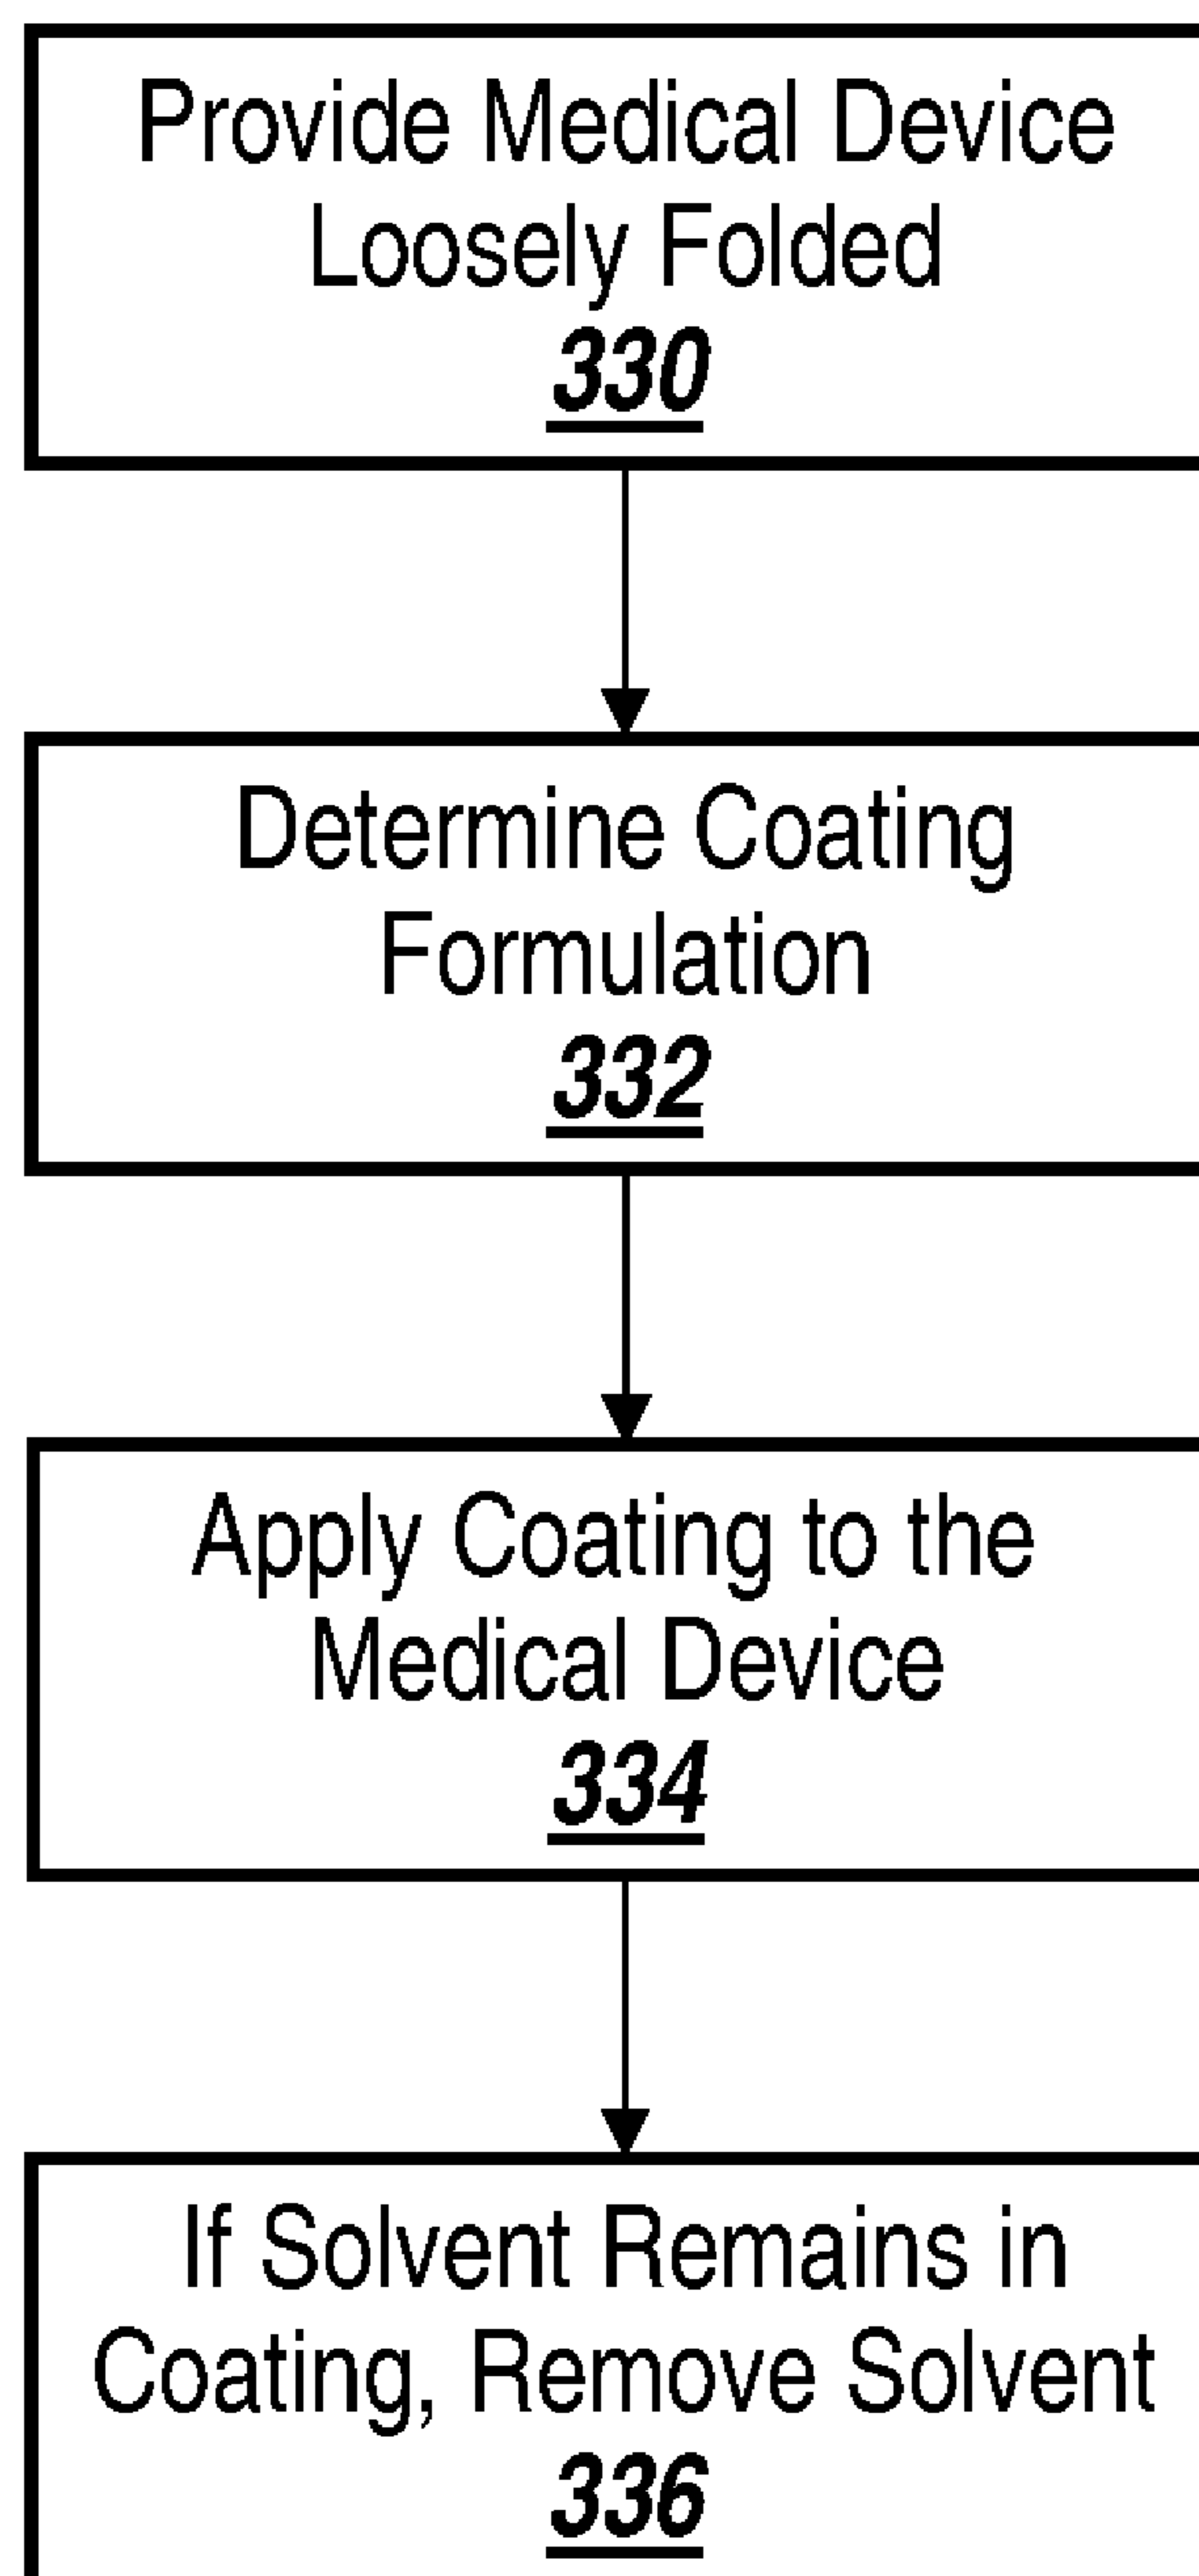 Provide Medical Device
Loosely Folded
330
Determine Coating
Formulation
332
Apply Coating to the
Medical Device
334
If Solvent Remains in
Coating, Remove Solvent
336